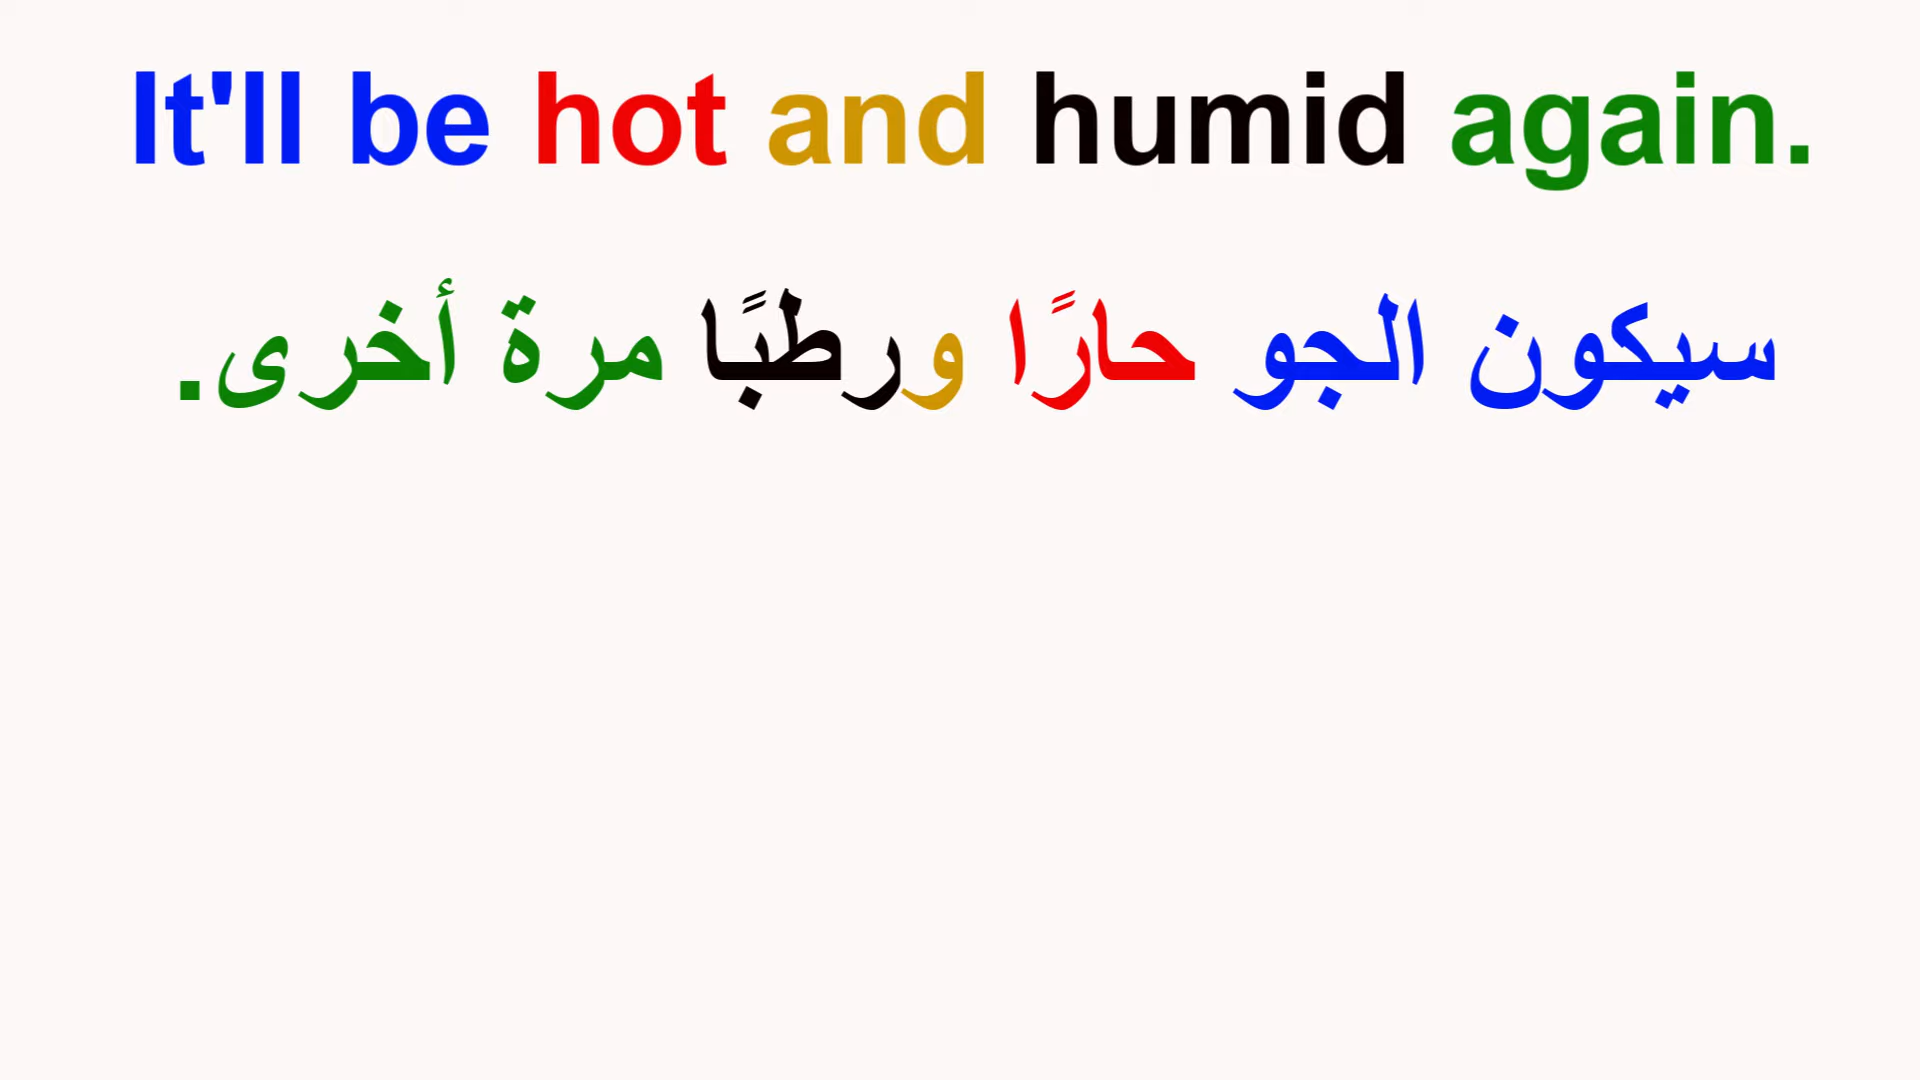 It'll be hot and humid again.
سيكون الجو حارًا ورطبًا مرة أخرى.